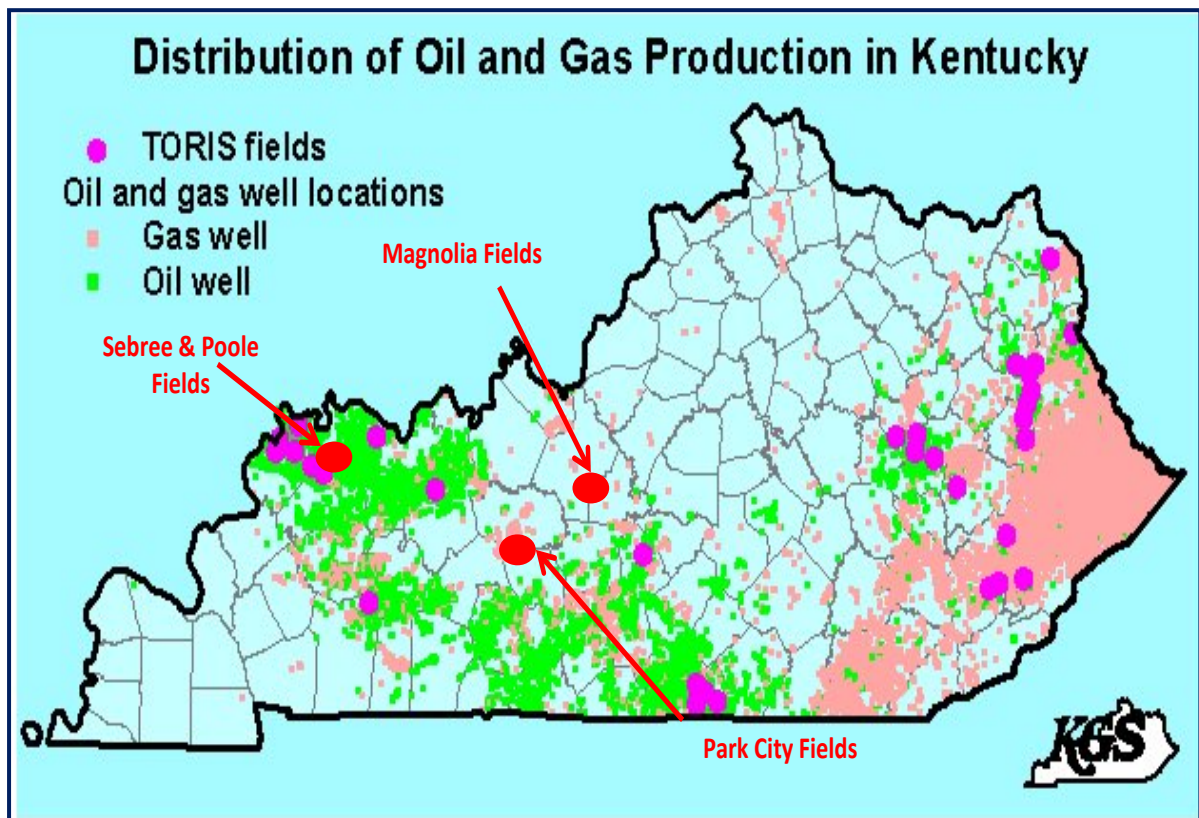 Distribution of Oil and Gas Production in Kentucky
TORIS fields
Oil and gas well locations
Gas well
Oil well
Magnolia Fields
Sebree & Poole
Fields
Park City Fields
KGS